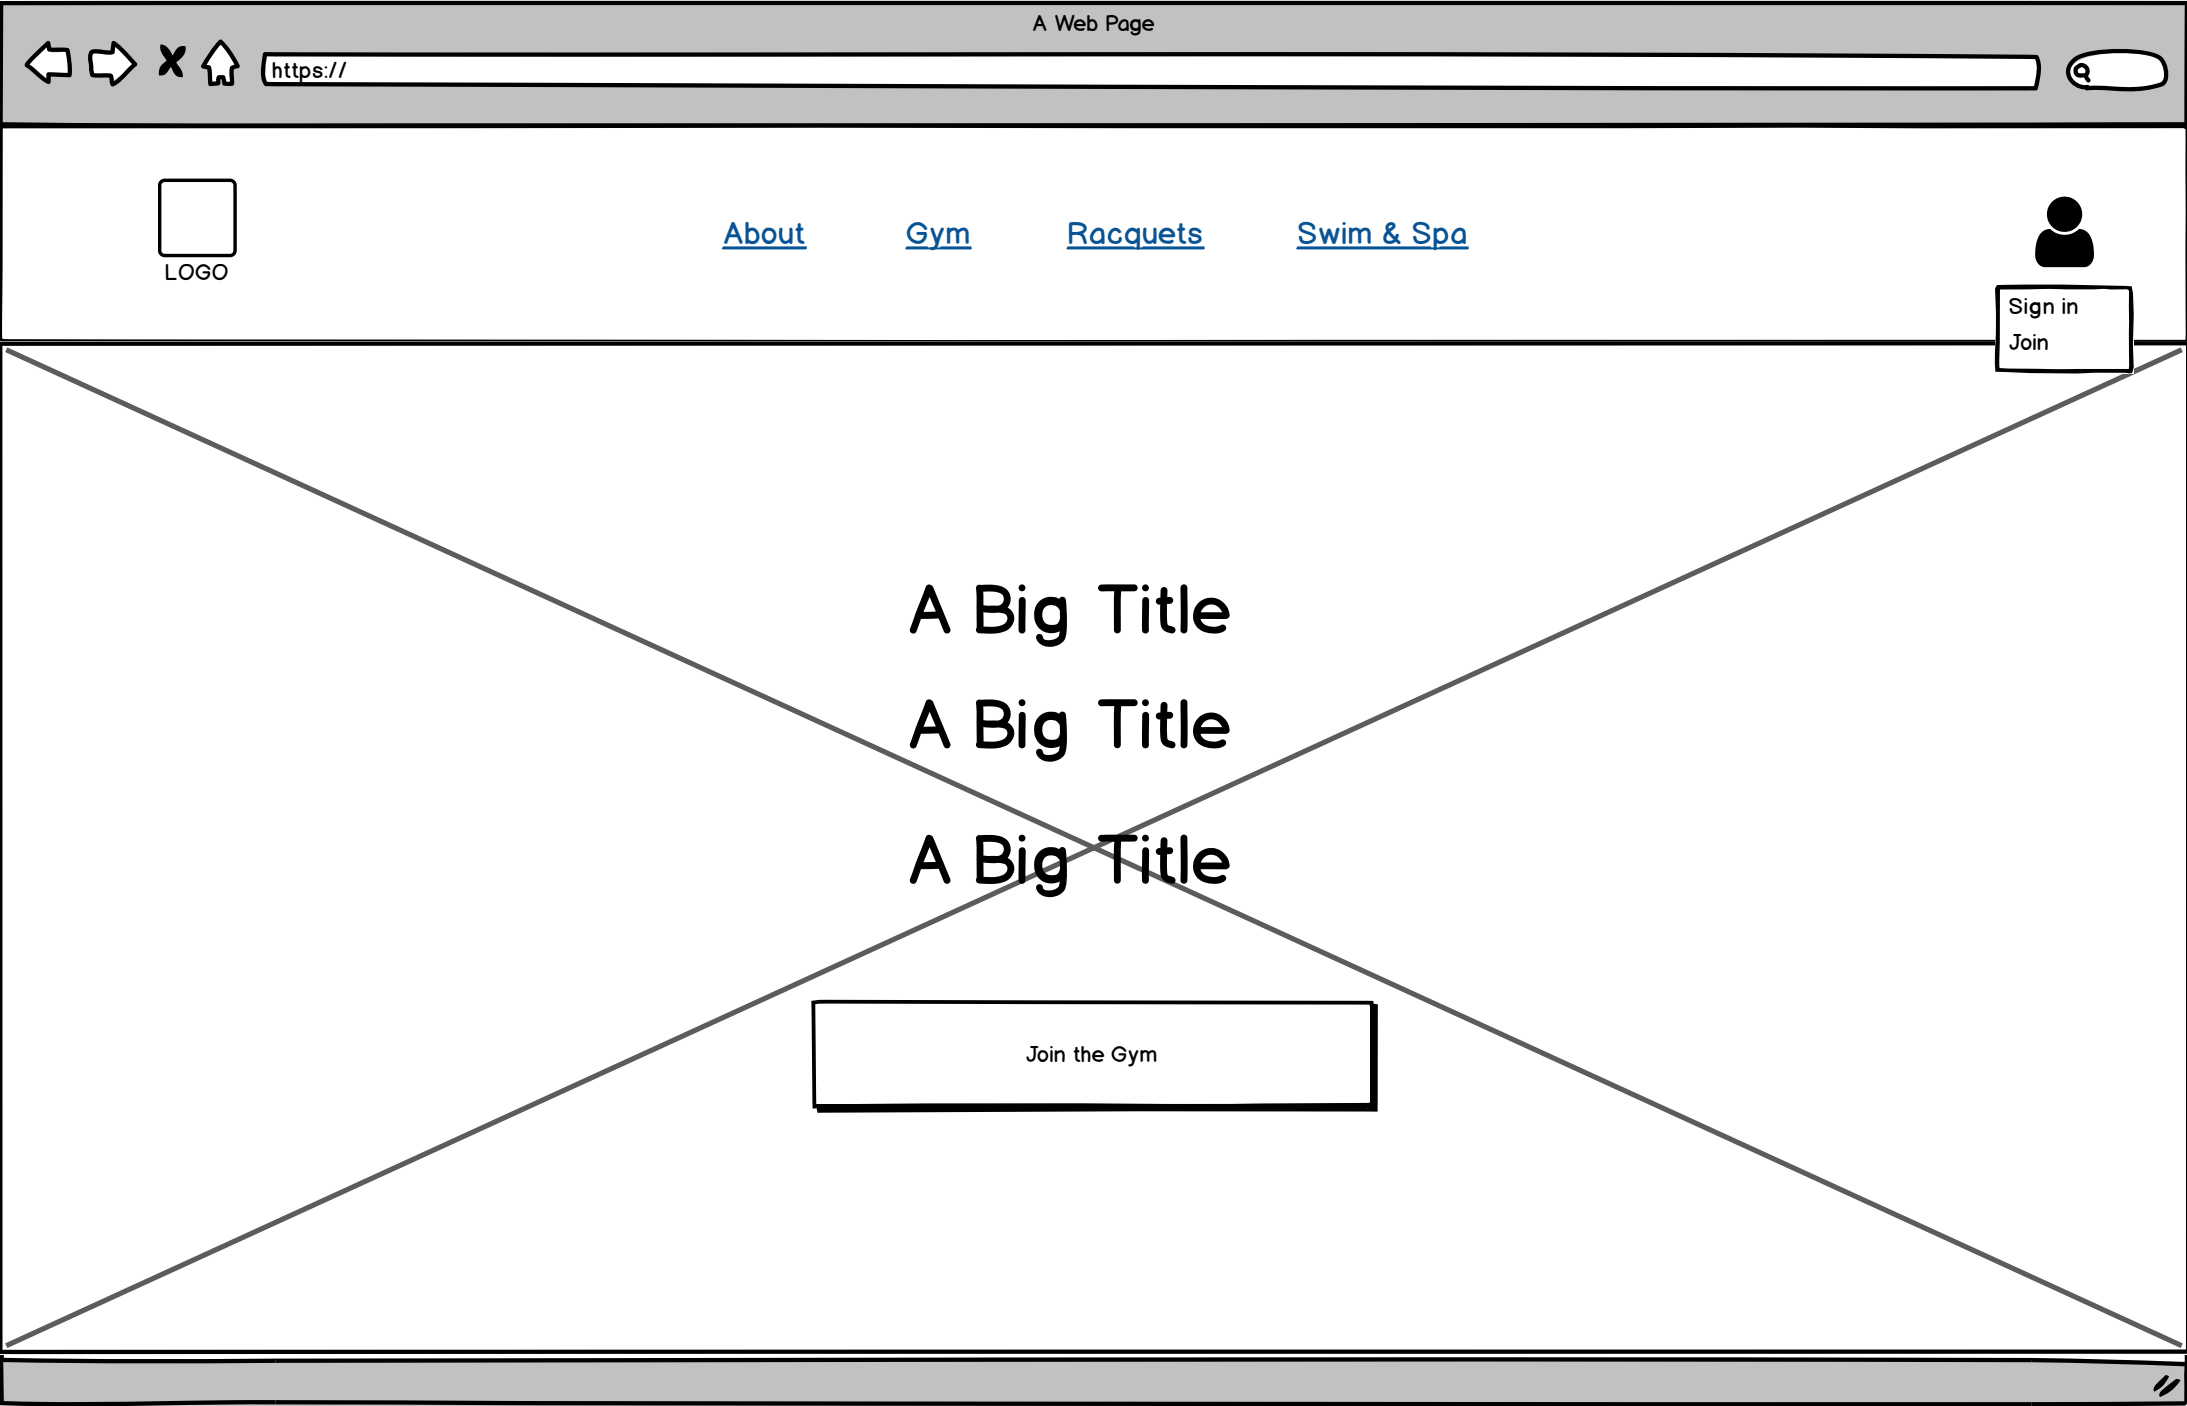 A Web Page
https://
LOGO
About Gym Racquets Swim & Spa
Sign in
Join
A Big Title
A Big Title
A Big Title
Join the Gym